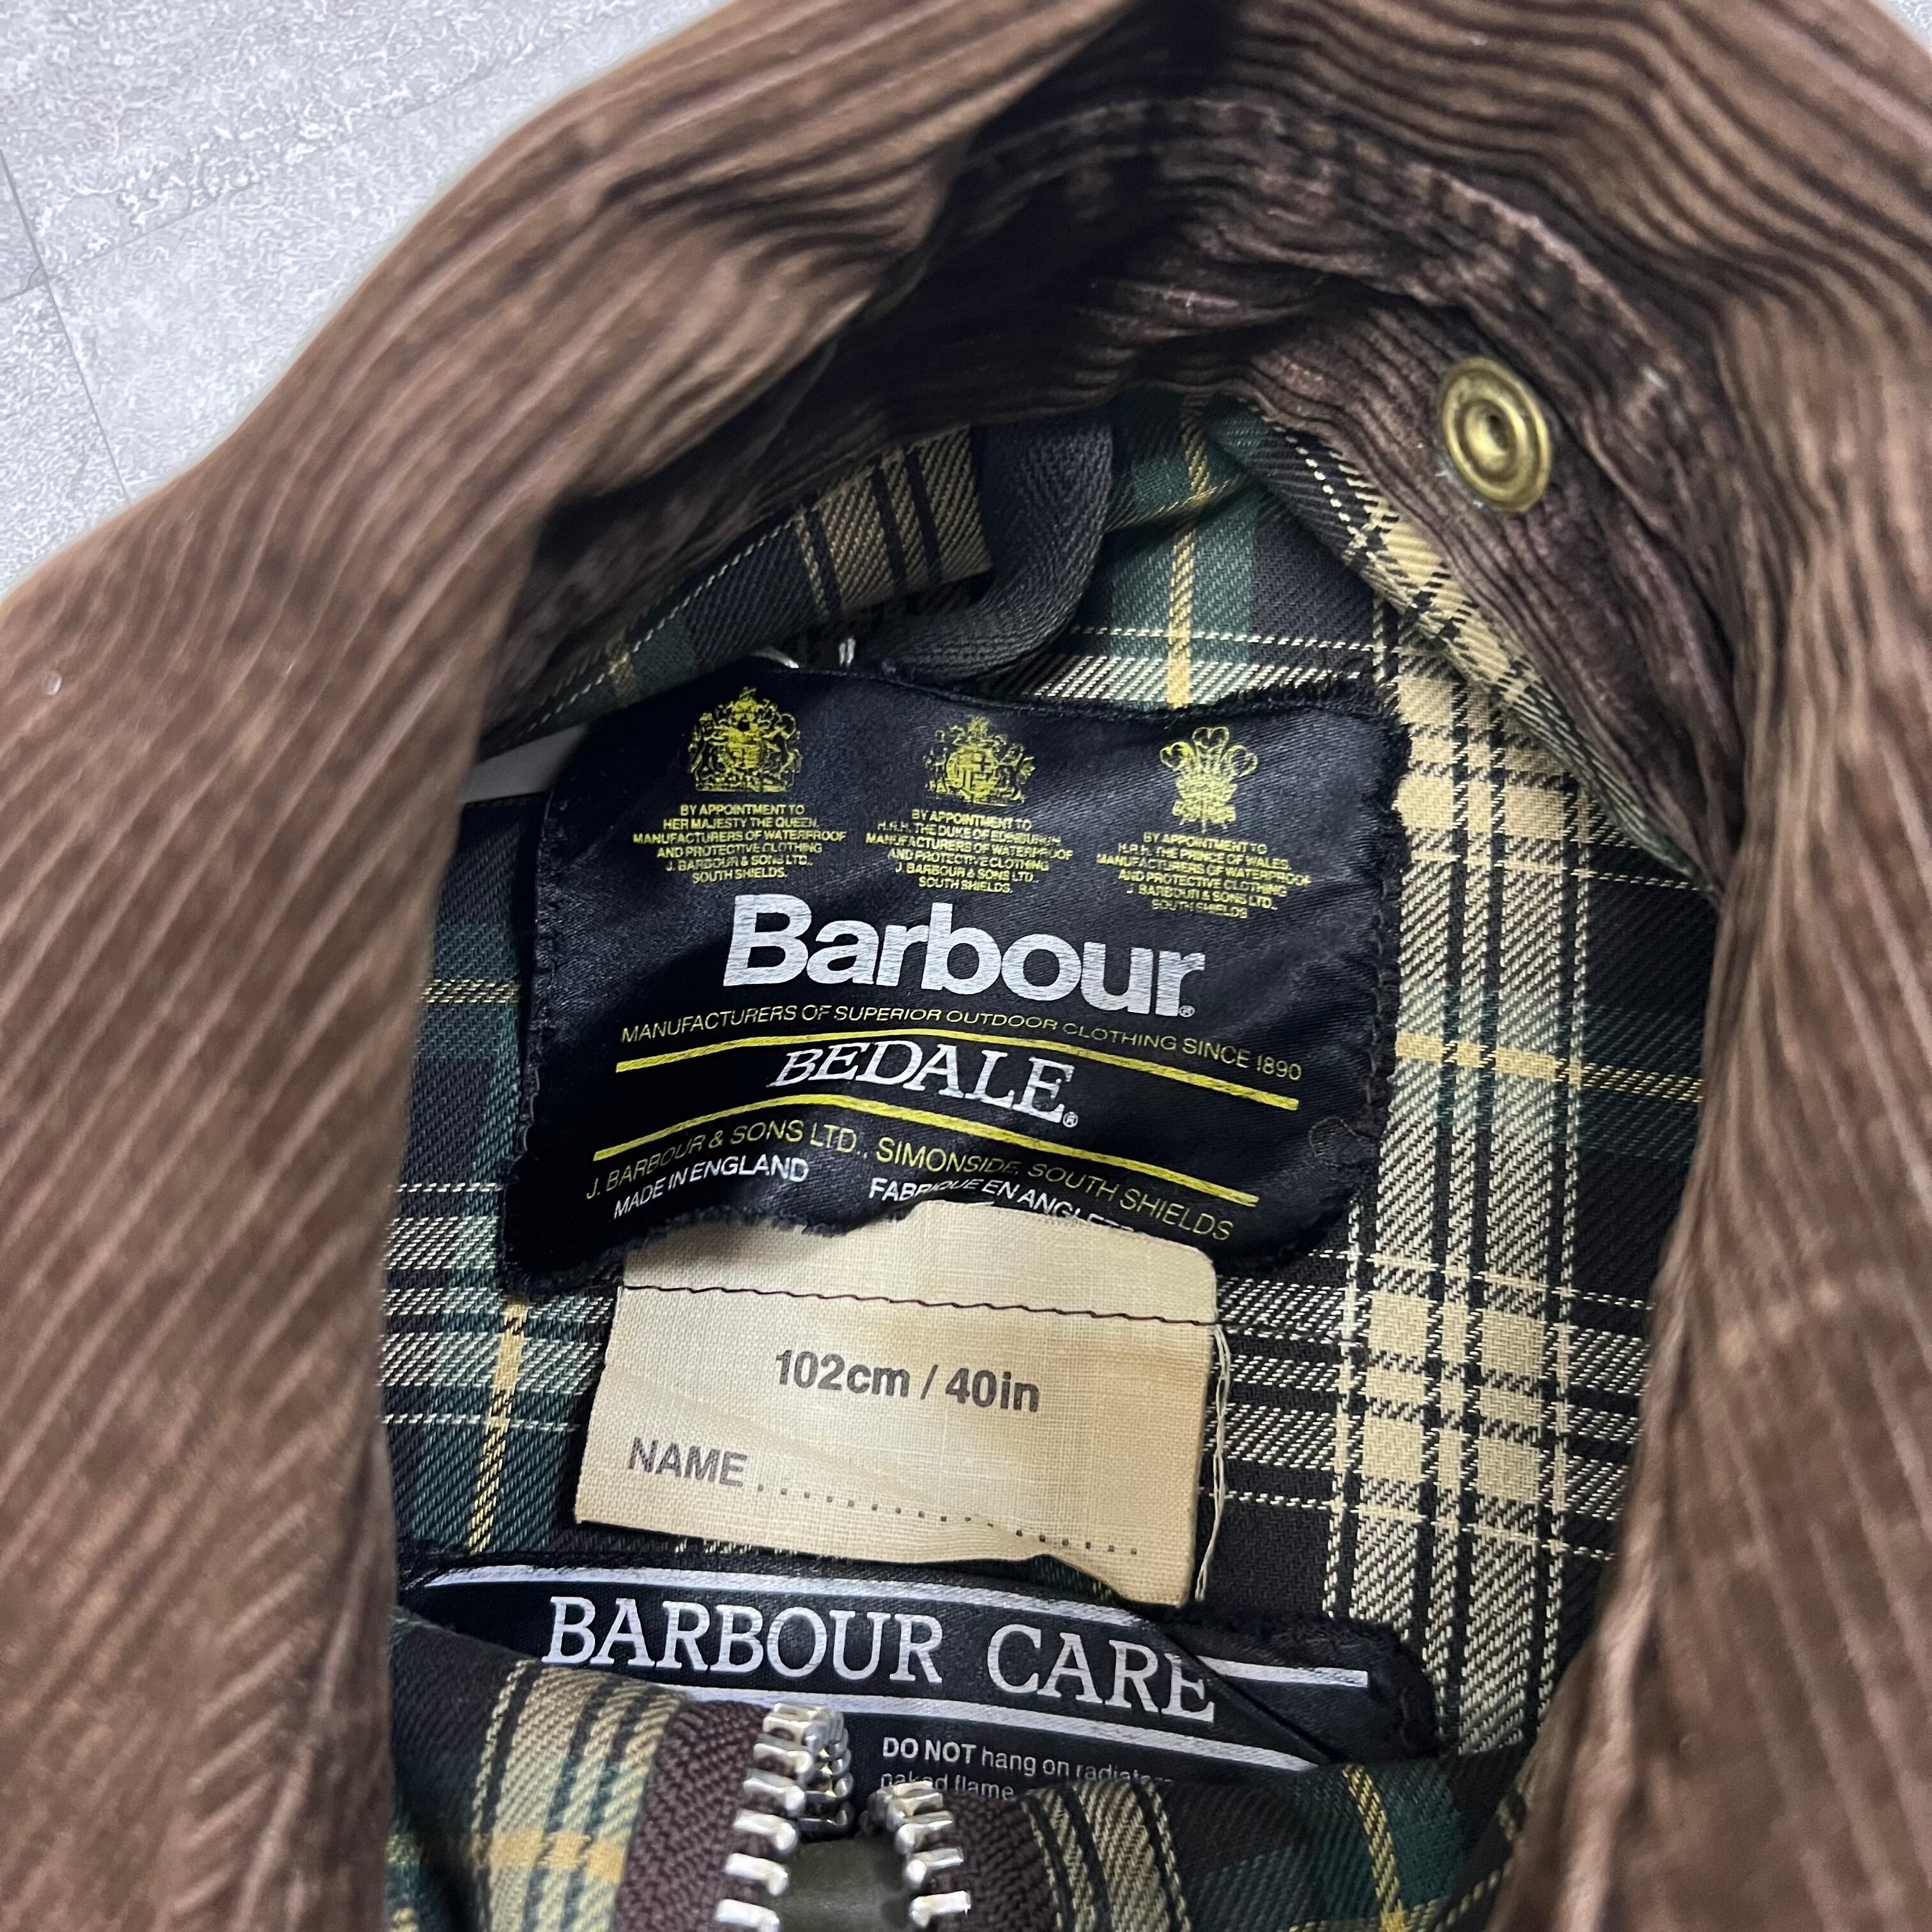 BY APPOINTMENT TO
HER MAJESTY THE QUEEN.
MANUFACTURERS OF WATERPROOF
AND PROTECTIVE CLOTHING
J. BARBOUR & SONS LTD..
SOUTH SHIELDS.
BY APPOINTMENT TO
H.R.H. THE DUKE OF EDINBURGH
MANUFACTURERS OF WATERPROOF
AND PROTECTIVE CLOTHING
J. BARBOUR & SONS LTD..
SOUTH SHIELDS.
BY APPOINTMENT TO
H.R.H. THE PRINCE OF WALES.
MANUFACTURERS OF WATERPROOF
AND PROTECTIVE CLOTHING
J. BARBOUR & SONS LTD..
SOUTH SHIELDS
Barbour®
MANUFACTURERS OF SUPERIOR OUTDOOR CLOTHING SINCE 1890
BEDALE®
J. BARBOUR & SONS LTD., SIMONSIDE, SOUTH SHIELDS
MADE IN ENGLAND FABRIQUE EN
102cm / 40in
NAME
BARBOUR CARE
DO NOT hang on
naked flame